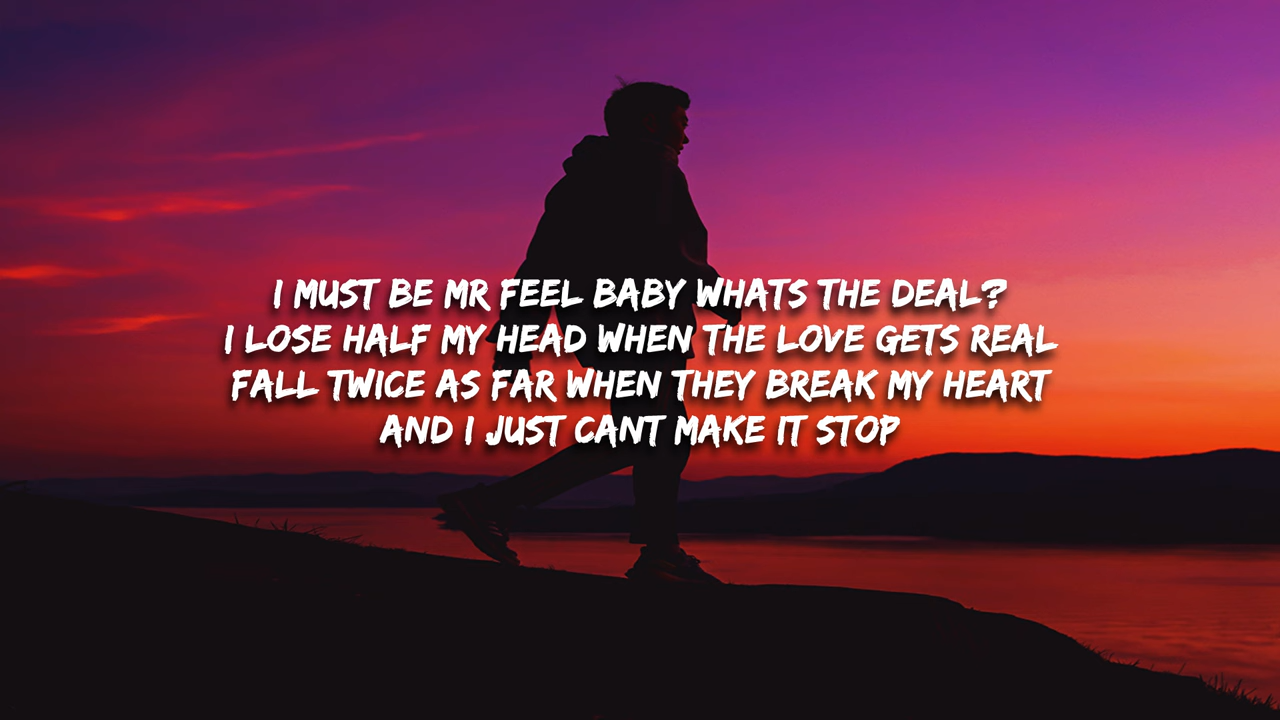 I MUST BE MR FEEL BABY WHATS THE DEAL?
I LOSE HALF MY HEAD WHEN THE LOVE GETS REAL
FALL TWICE AS FAR WHEN THEY BREAK MY HEART
AND I JUST CANT MAKE IT STOP